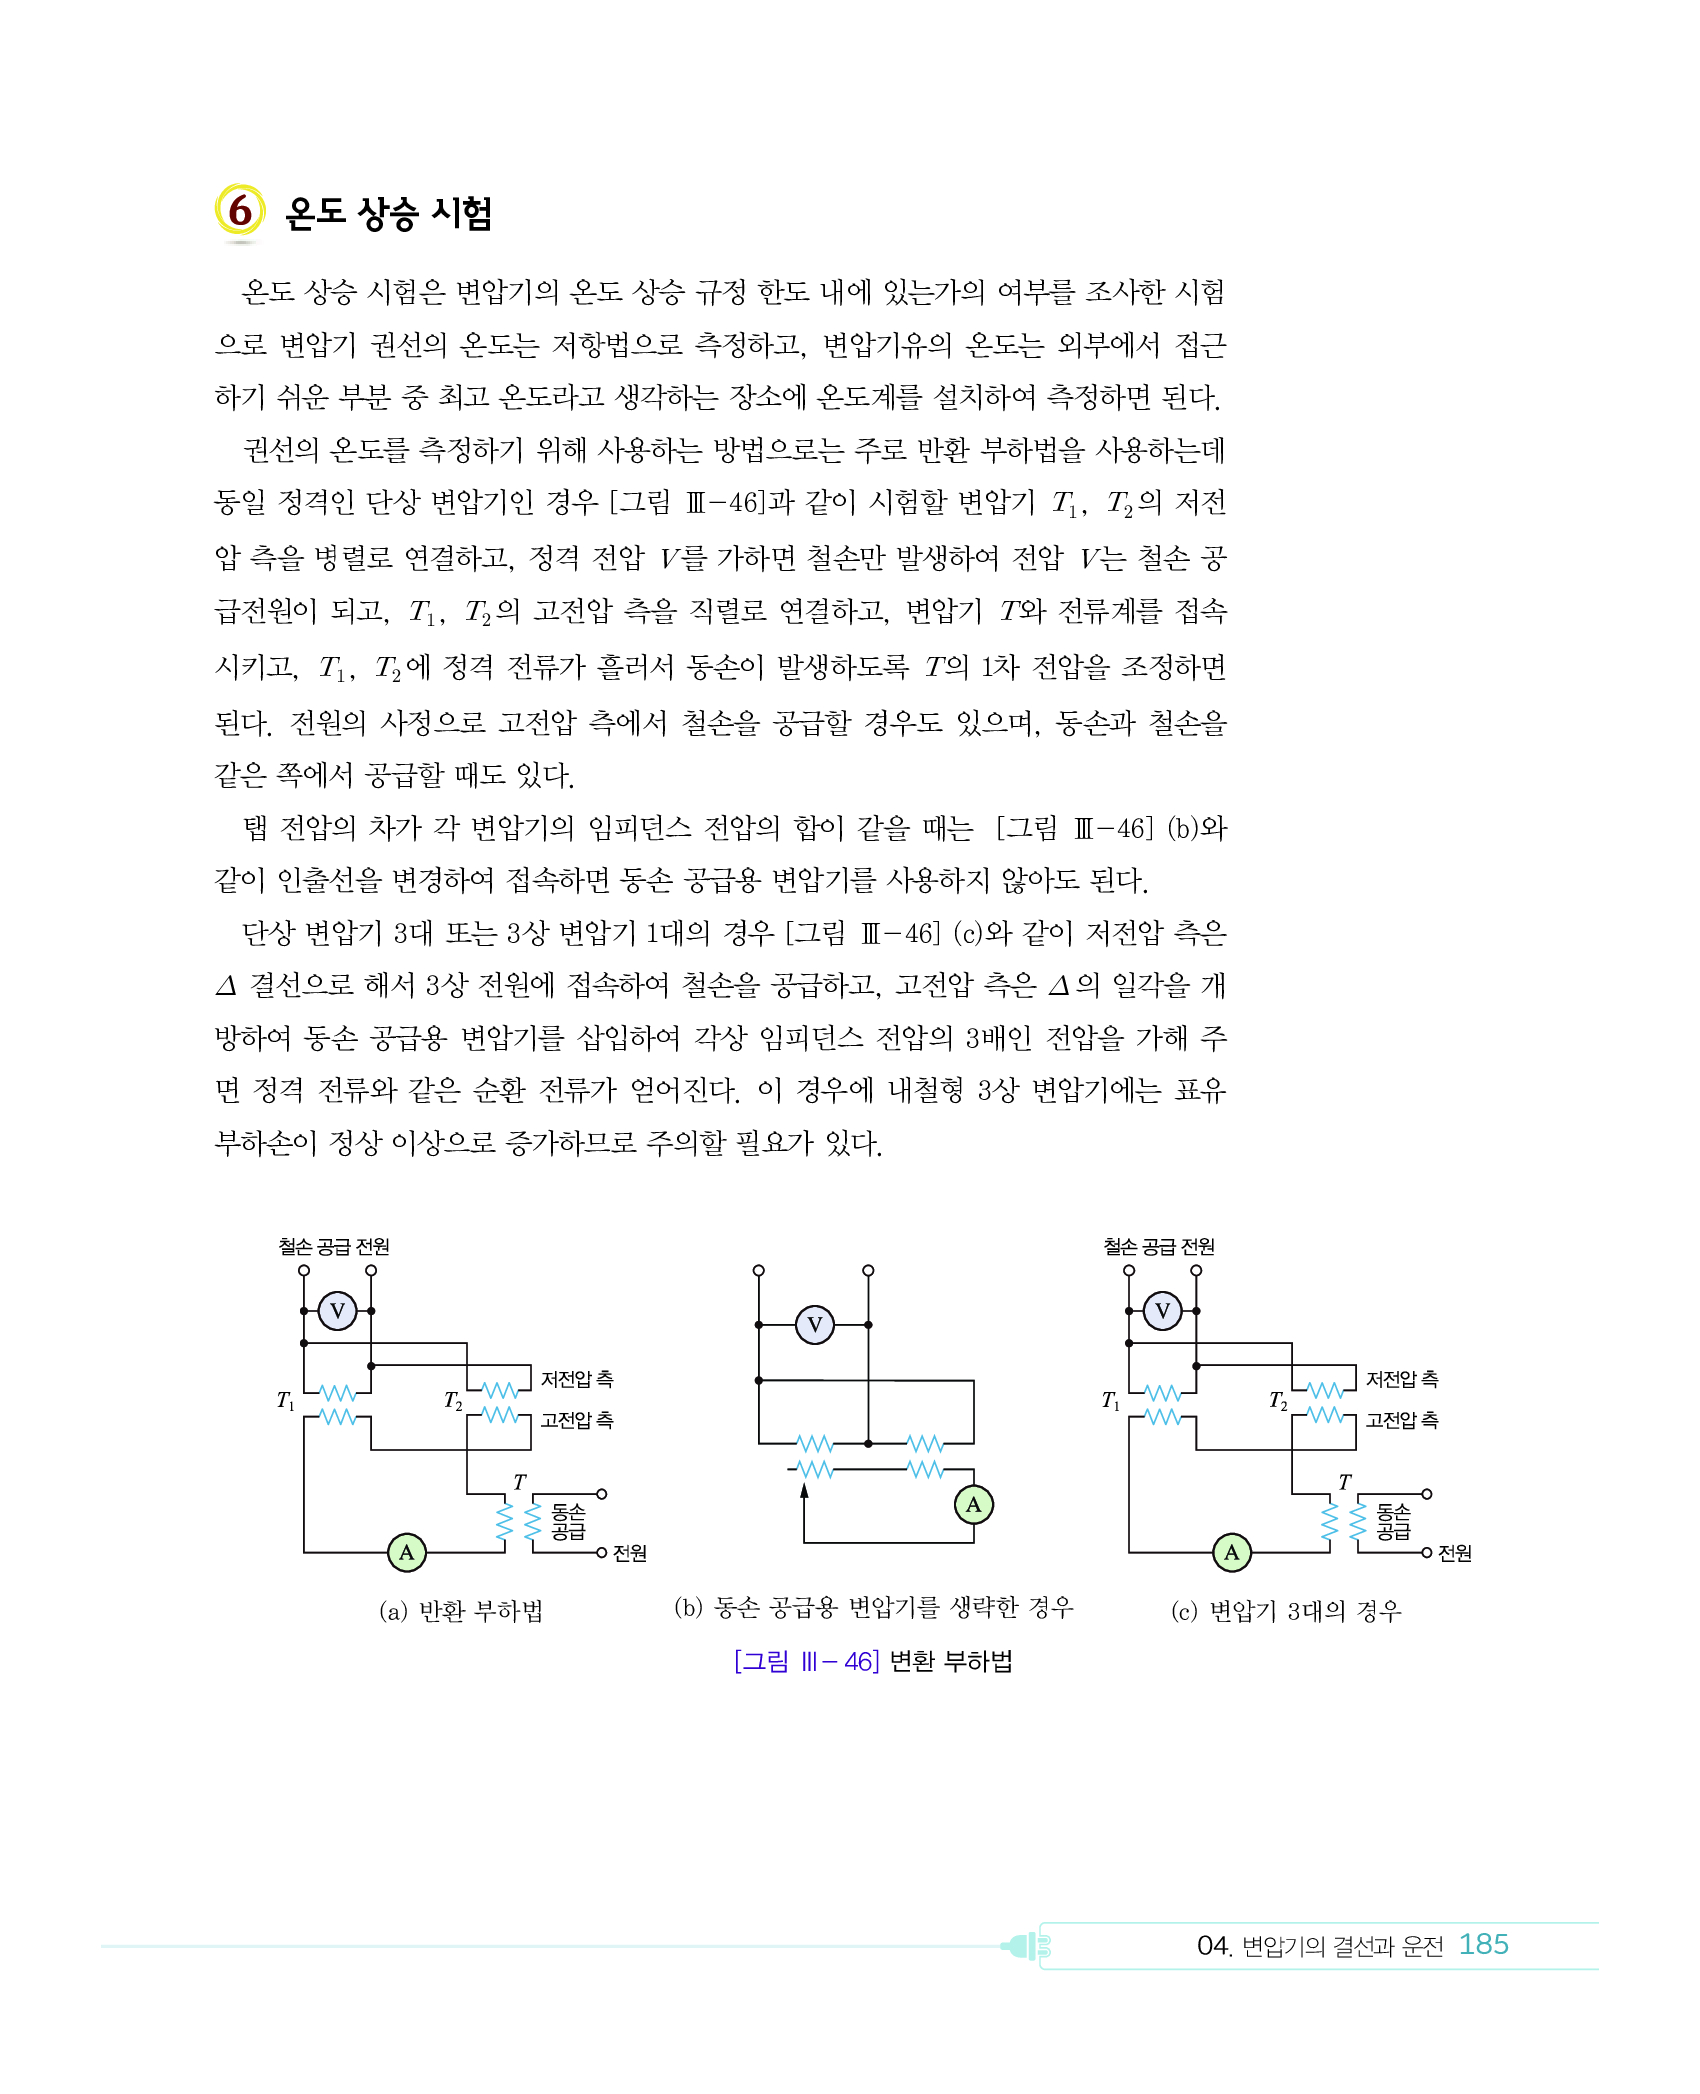 6 온도 상승 시험
온도 상승 시험은 변압기의 온도 상승 규정 한도 내에 있는가의 여부를 조사한 시험
으로 변압기 권선의 온도는 저항법으로 측정하고, 변압기유의 온도는 외부에서 접근
하기 쉬운 부분 중 최고 온도라고 생각하는 장소에 온도계를 설치하여 측정하면 된다.
권선의 온도를 측정하기 위해 사용하는 방법으로는 주로 반환 부하법을 사용하는데
동일 정격인 단상 변압기인 경우 [그림 Ⅲ-46]과 같이 시험할 변압기 T₁, T₂의 저전
압 측을 병렬로 연결하고, 정격 전압 V를 가하면 철손만 발생하여 전압 V는 철손 공
급전원이 되고, T₁, T₂의 고전압 측을 직렬로 연결하고, 변압기 T와 전류계를 접속
시키고, T₁, T₂에 정격 전류가 흘러서 동손이 발생하도록 T의 1차 전압을 조정하면
된다. 전원의 사정으로 고전압 측에서 철손을 공급할 경우도 있으며, 동손과 철손을
같은 쪽에서 공급할 때도 있다.
탭 전압의 차가 각 변압기의 임피던스 전압의 합이 같을 때는 [그림 Ⅲ-46] (b)와
같이 인출선을 변경하여 접속하면 동손 공급용 변압기를 사용하지 않아도 된다.
단상 변압기 3대 또는 3상 변압기 1대의 경우 [그림 Ⅲ-46] (c)와 같이 저전압 측은
Δ 결선으로 해서 3상 전원에 접속하여 철손을 공급하고, 고전압 측은 Δ의 일각을 개
방하여 동손 공급용 변압기를 삽입하여 각상 임피던스 전압의 3배인 전압을 가해 주
면 정격 전류와 같은 순환 전류가 얻어진다. 이 경우에 내철형 3상 변압기에는 표유
부하손이 정상 이상으로 증가하므로 주의할 필요가 있다.
철손 공급 전원
V
저전압 측
T₁
T₂
고전압 측
T
동손
공급
A
전원
(a) 반환 부하법
V
A
(b) 동손 공급용 변압기를 생략한 경우
철손 공급 전원
V
저전압 측
T₁
T₂
고전압 측
T
동손
공급
A
전원
(c) 변압기 3대의 경우
[그림 Ⅲ- 46] 변환 부하법
04. 변압기의 결선과 운전 185